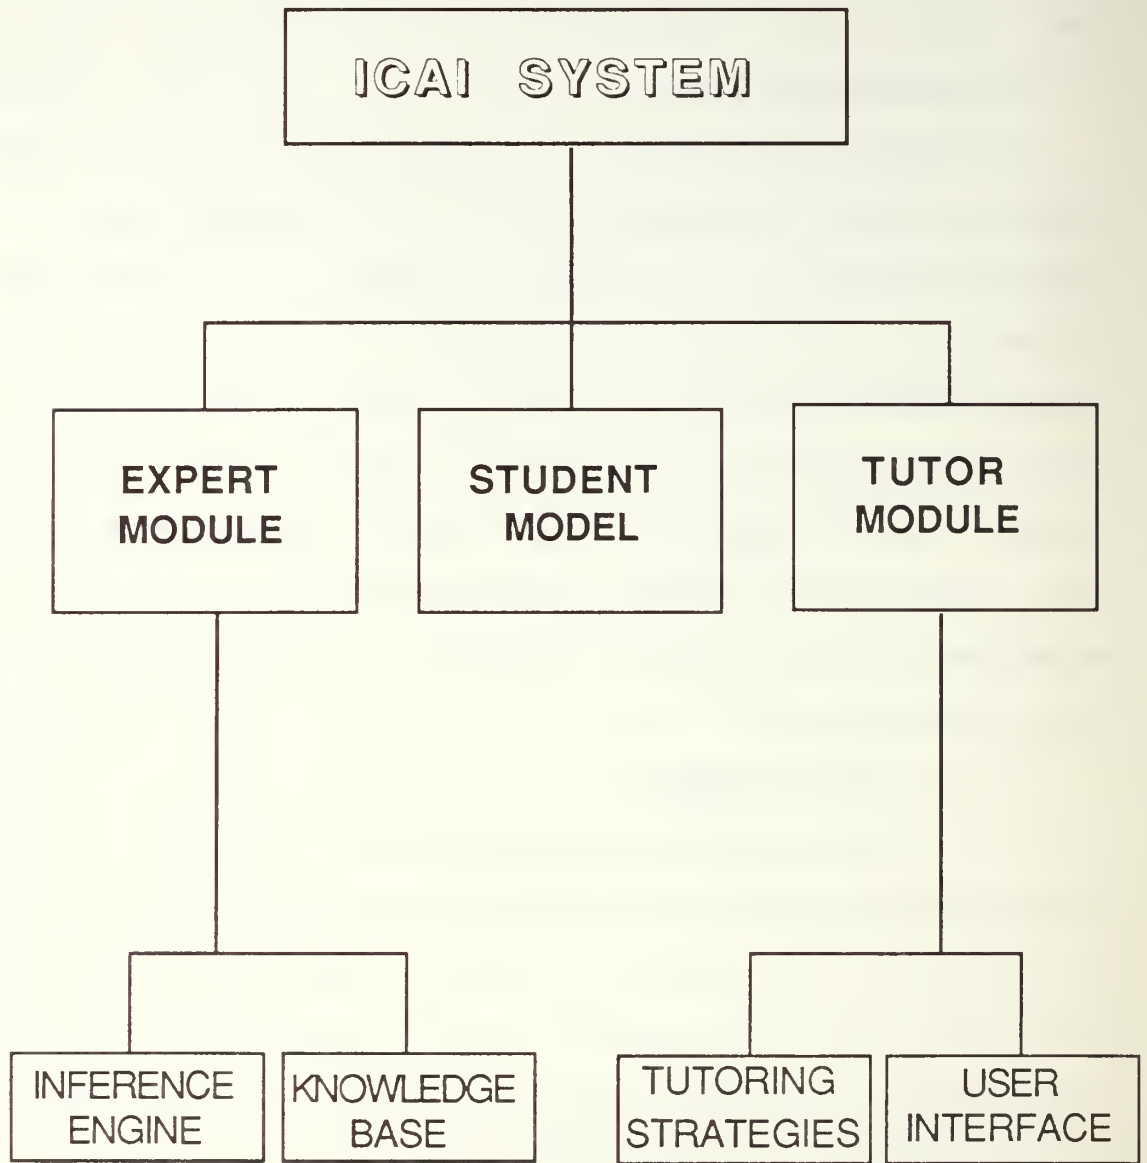 ICAI SYSTEM
EXPERT
MODULE
STUDENT
MODEL
TUTOR
MODULE
INFERENCE
ENGINE
KNOWLEDGE
BASE
TUTORING
STRATEGIES
USER
INTERFACE